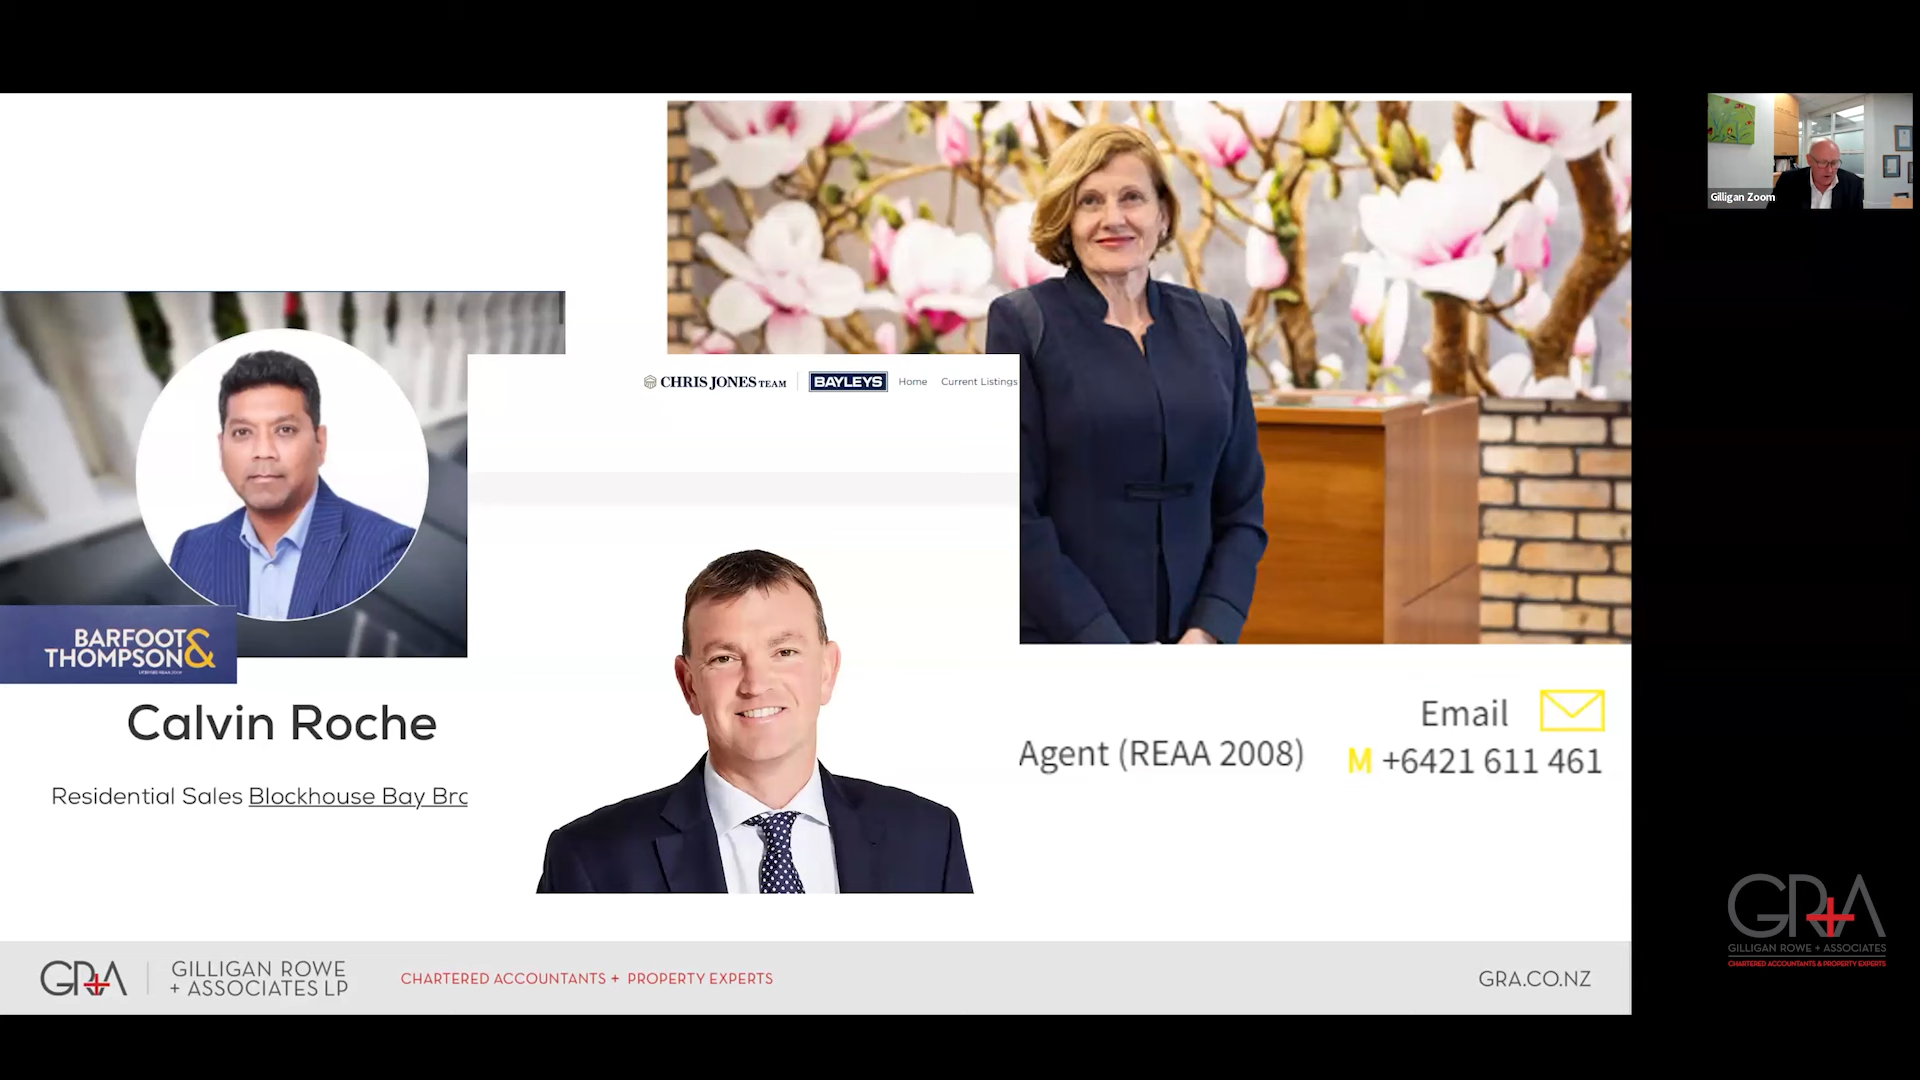 Gilligan Zoom
CHRIS JONES TEAM
BAYLEYS
Home
Current Listings
BARFOOT &
THOMPSON
Calvin Roche
Residential Sales Blockhouse Bay Brc
Email
Agent (REAA 2008)
M +6421 611 461
GRA
GILLIGAN ROWE
+ ASSOCIATES LP
CHARTERED ACCOUNTANTS + PROPERTY EXPERTS
GRA.CO.NZ
GRA
GILLIGAN ROWE + ASSOCIATES
CHARTERED ACCOUNTANTS & PROPERTY EXPERTS